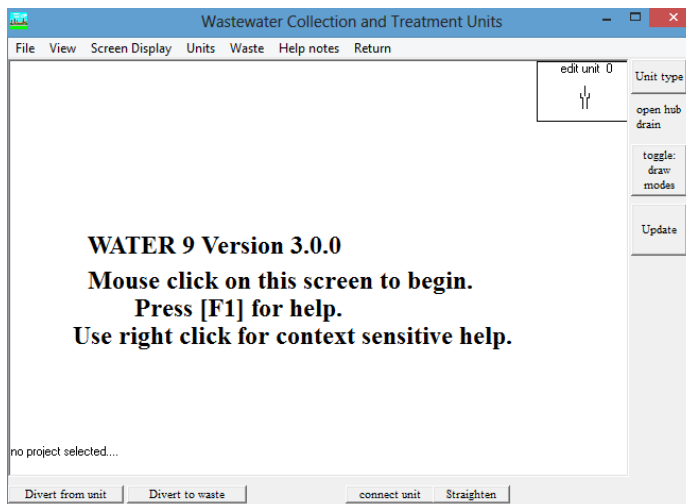 Wastewater Collection and Treatment Units
File View Screen Display Units Waste Help notes Return
edit unit 0
Unit type
open hub
drain
toggle:
draw
modes
Update
WATER 9 Version 3.0.0
Mouse click on this screen to begin.
Press [F1] for help.
Use right click for context sensitive help.
no project selected....
Divert from unit
Divert to waste
connect unit
Straighten